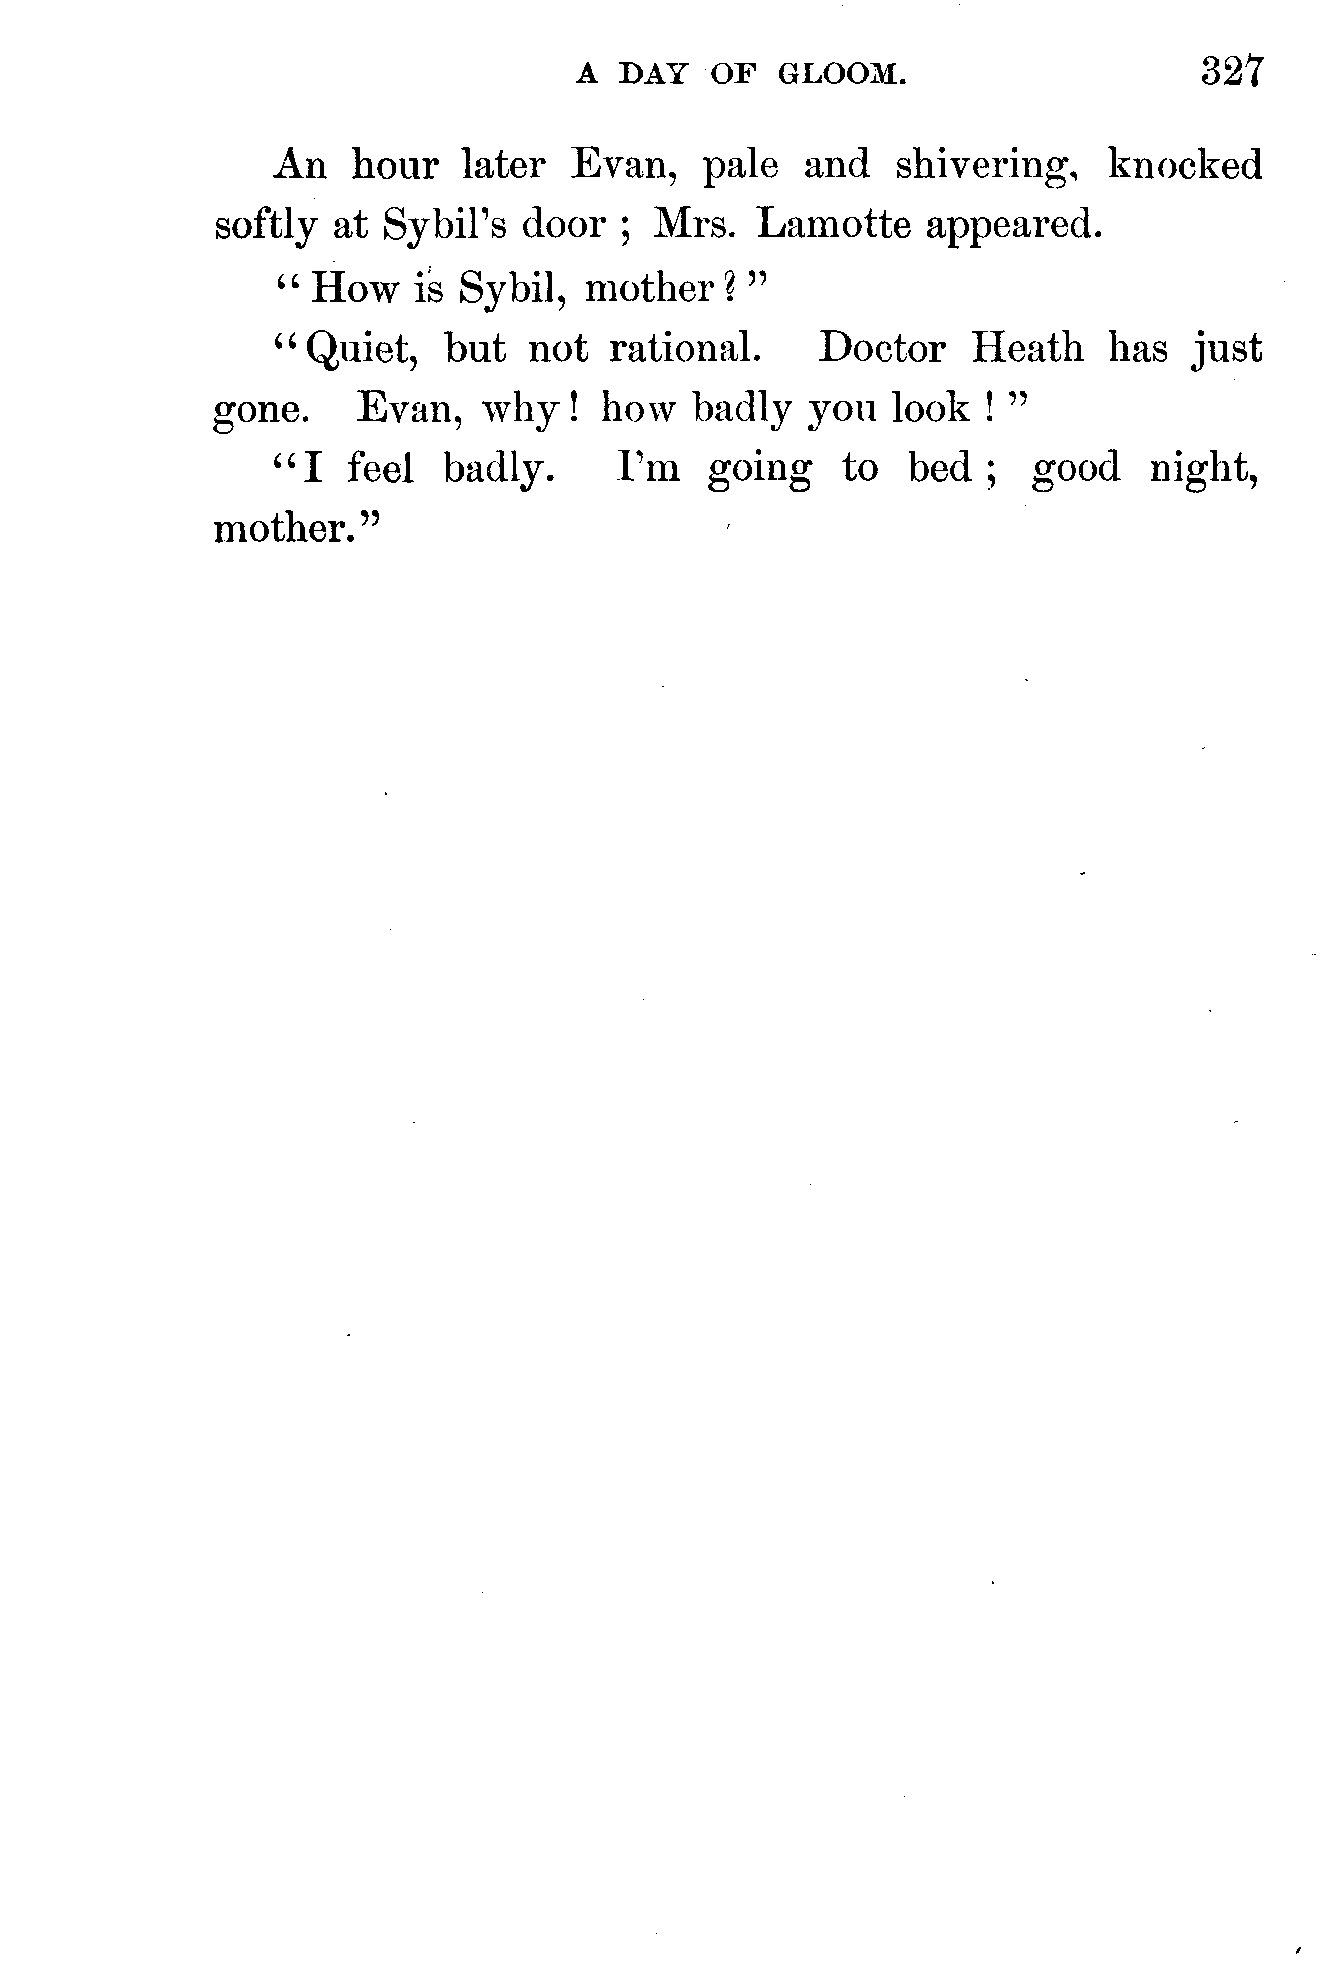 A DAY OF GLOOM. 327
An hour later Evan, pale and shivering, knocked
softly at Sybil's door ; Mrs. Lamotte appeared.
“ How is Sybil, mother ? ”
“Quiet, but not rational. Doctor Heath has just
gone. Evan, why ! how badly you look ! ”
“I feel badly. I'm going to bed ; good night,
mother.”